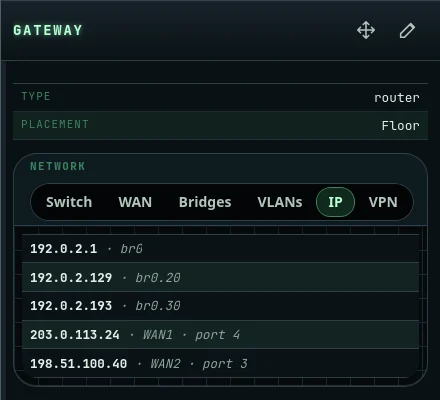 GATEWAY
TYPE router
PLACEMENT Floor
NETWORK
Switch WAN Bridges VLANs IP VPN
192.0.2.1 · br0
192.0.2.129 · br0.20
192.0.2.193 · br0.30
203.0.113.24 · WAN1 · port 4
198.51.100.40 · WAN2 · port 3